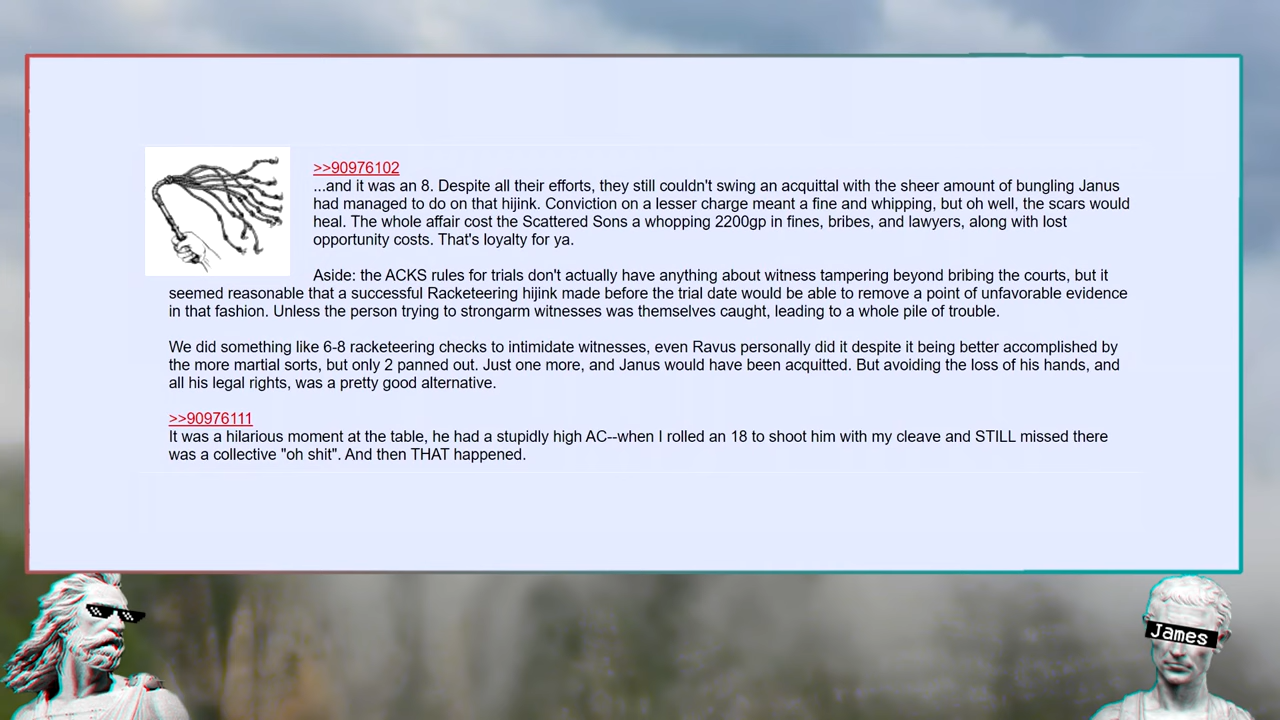 >>90976102
...and it was an 8. Despite all their efforts, they still couldn't swing an acquittal with the sheer amount of bungling Janus
had managed to do on that hijink. Conviction on a lesser charge meant a fine and whipping, but oh well, the scars would
heal. The whole affair cost the Scattered Sons a whopping 2200gp in fines, bribes, and lawyers, along with lost
opportunity costs. That's loyalty for ya.
Aside: the ACKS rules for trials don't actually have anything about witness tampering beyond bribing the courts, but it
seemed reasonable that a successful Racketeering hijink made before the trial date would be able to remove a point of unfavorable evidence
in that fashion. Unless the person trying to strongarm witnesses was themselves caught, leading to a whole pile of trouble.
We did something like 6-8 racketeering checks to intimidate witnesses, even Ravus personally did it despite it being better accomplished by
the more martial sorts, but only 2 panned out. Just one more, and Janus would have been acquitted. But avoiding the loss of his hands, and
all his legal rights, was a pretty good alternative.
>>90976111
It was a hilarious moment at the table, he had a stupidly high AC--when I rolled an 18 to shoot him with my cleave and STILL missed there
was a collective "oh shit". And then THAT happened.
James